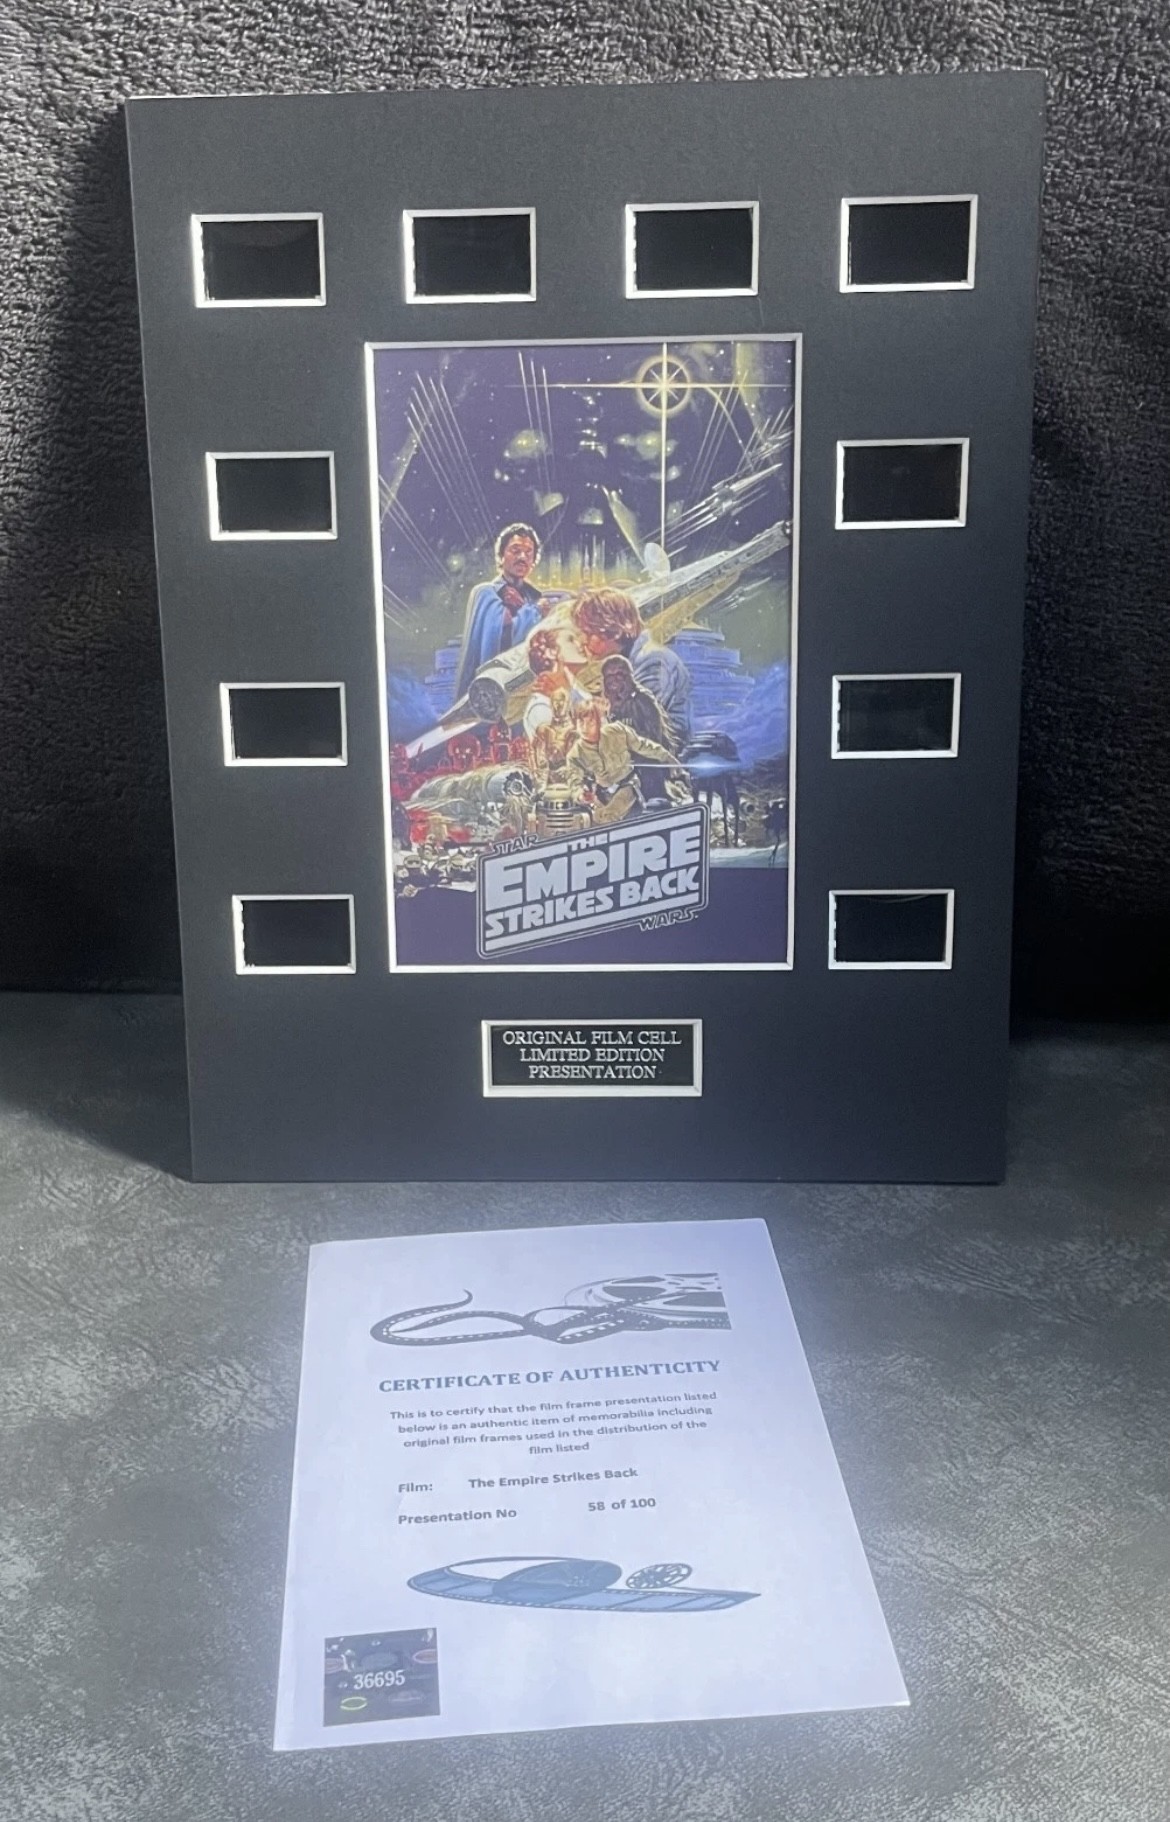 STAR THE
EMPIRE
STRIKES BACK
WARS
ORIGINAL FILM CELL
LIMITED EDITION
PRESENTATION
CERTIFICATE OF AUTHENTICITY
This is to certify that the film frame presentation listed
below is an authentic item of memorabilia including
original film frames used in the distribution of the
film listed
Film: The Empire Strikes Back
Presentation No 58 of 100
36695